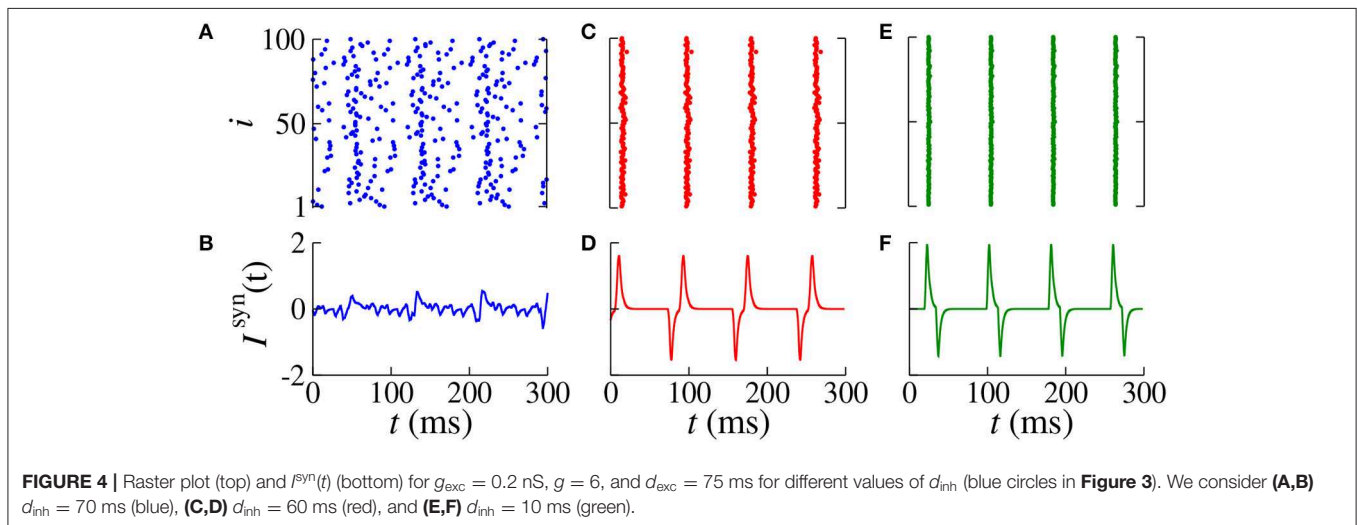 A
C
E
100
50
1
i
B
D
F
2
0
-2
I^syn(t)
0 100 200 300
0 100 200 300
0 100 200 300
t (ms)
t (ms)
t (ms)
FIGURE 4 | Raster plot (top) and I^syn(t) (bottom) for g_exc = 0.2 nS, g = 6, and d_exc = 75 ms for different values of d_inh (blue circles in Figure 3). We consider (A,B)
d_inh = 70 ms (blue), (C,D) d_inh = 60 ms (red), and (E,F) d_inh = 10 ms (green).